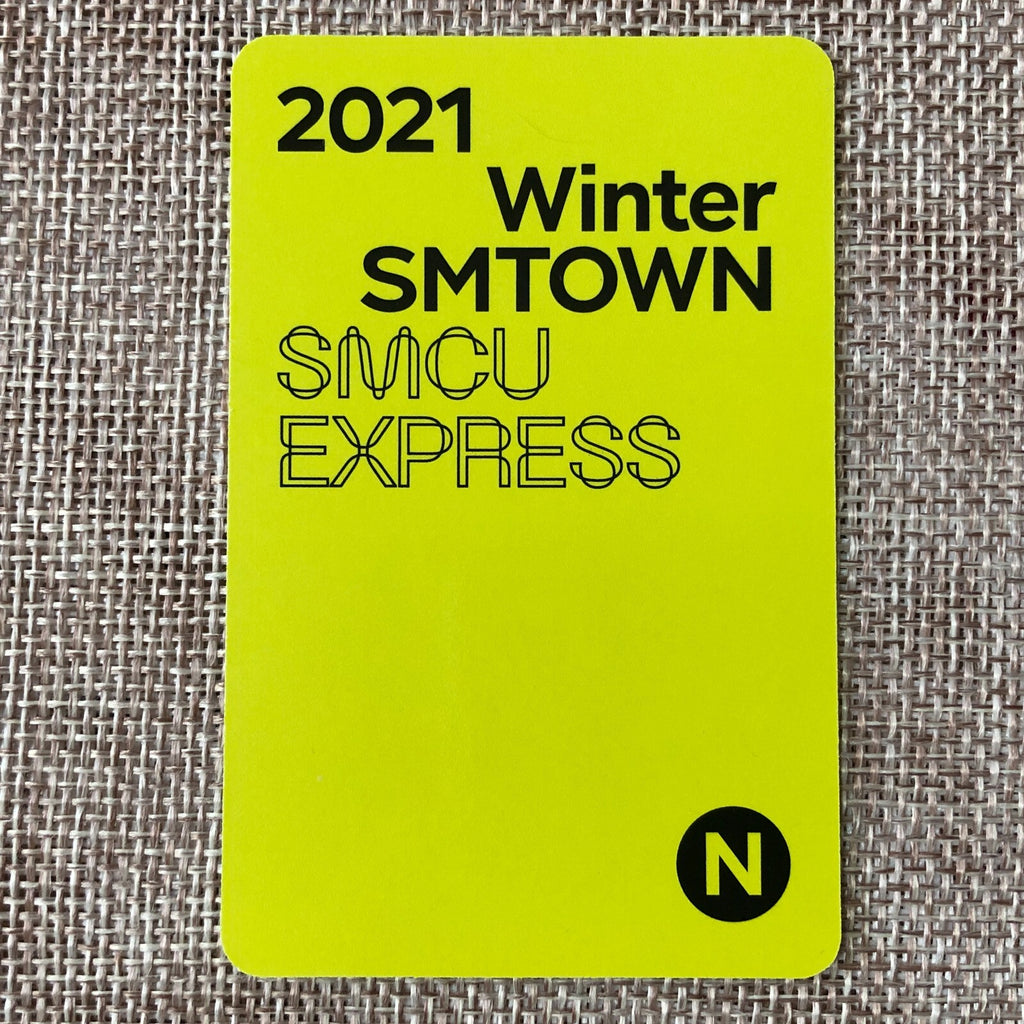 2021
Winter
SMTOWN
SMCU
EXPRESS
N